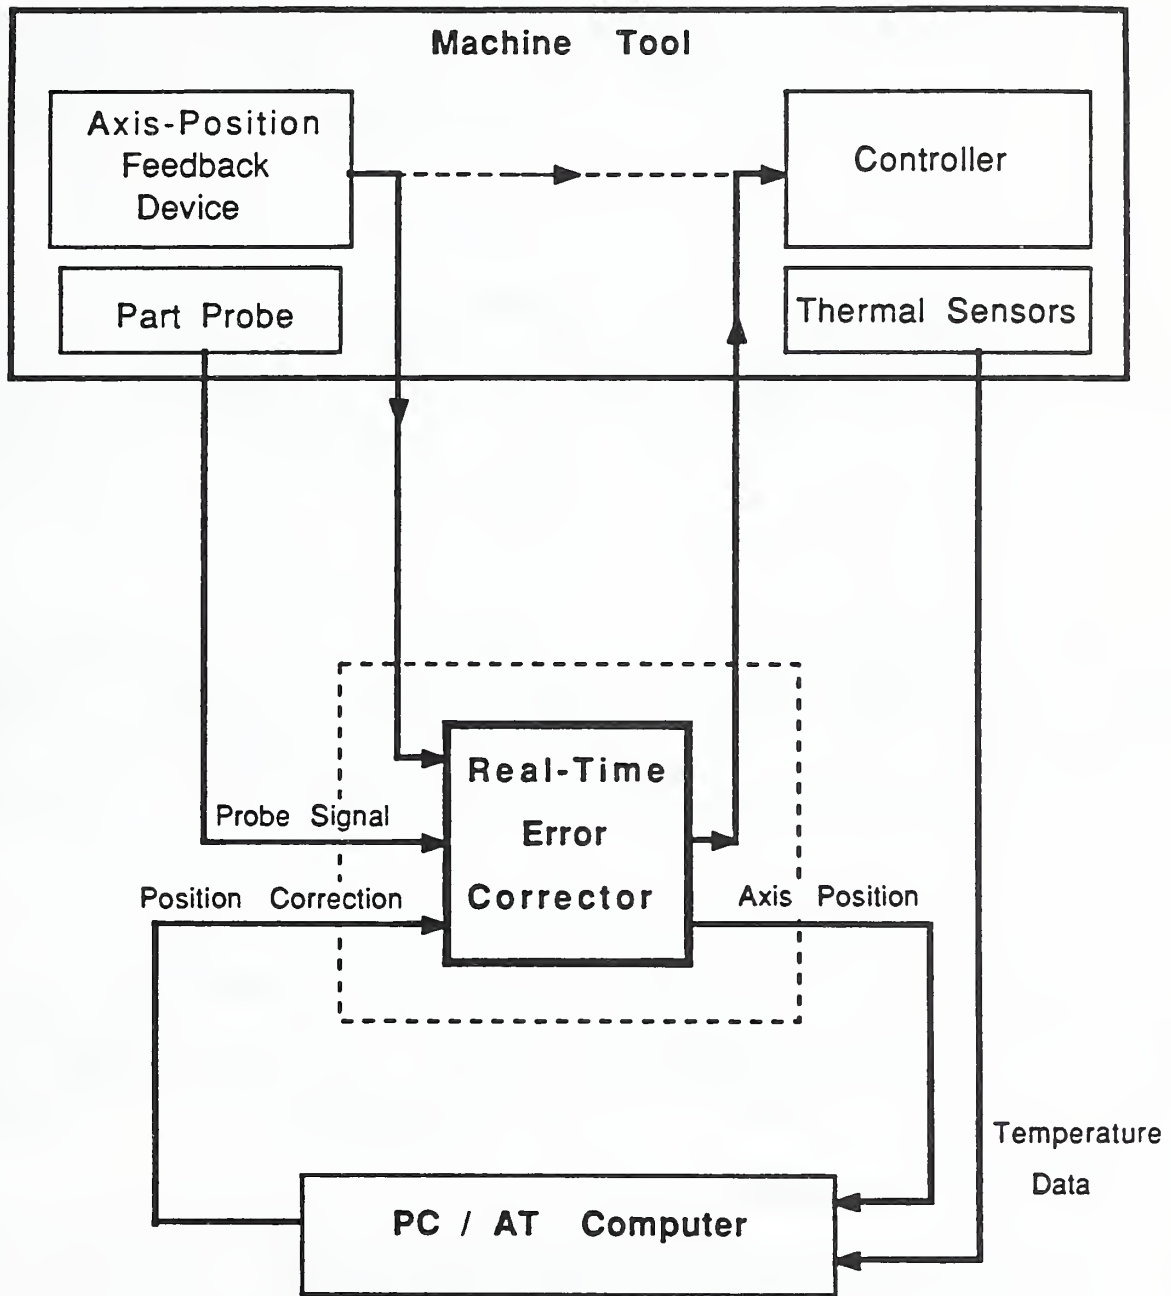 Machine Tool
Axis-Position
Feedback
Device
Controller
Part Probe
Thermal Sensors
Real-Time
Error
Corrector
Probe Signal
Position Correction
Axis Position
Temperature
Data
PC / AT Computer